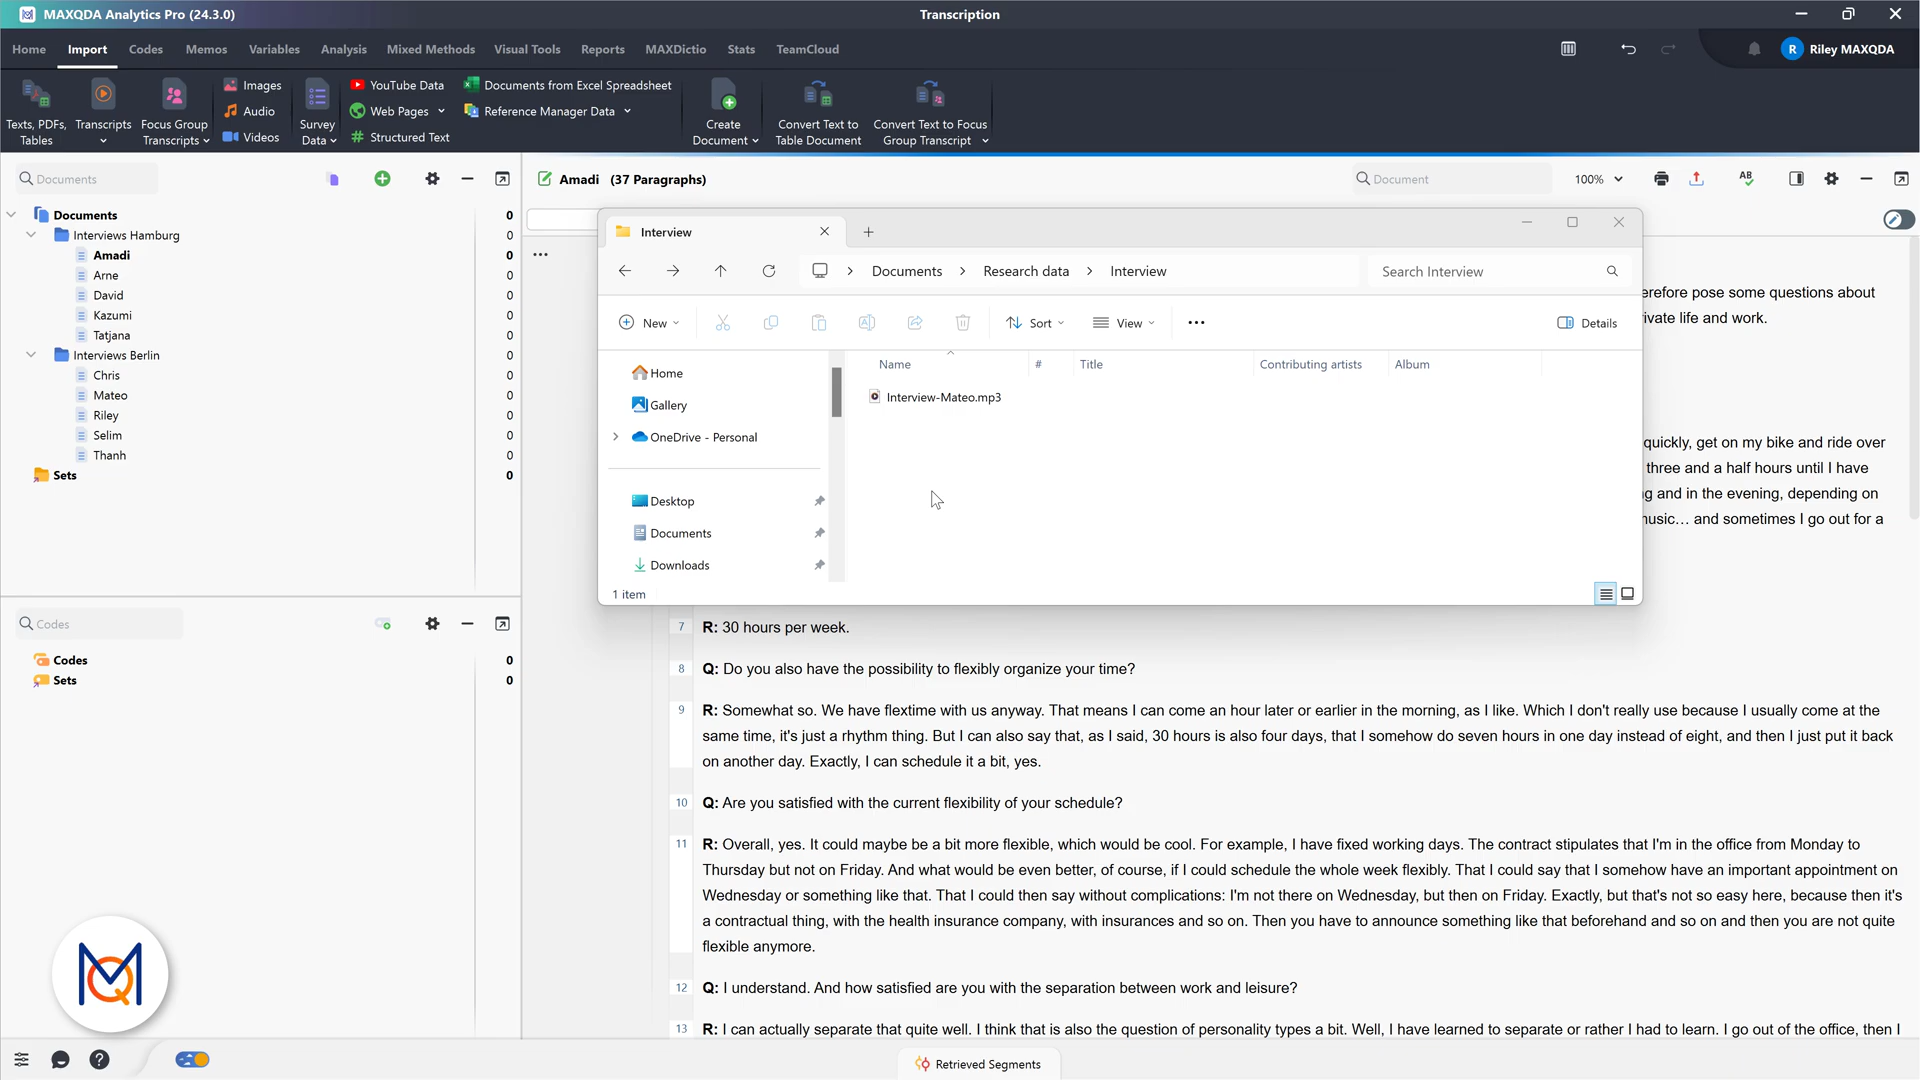 MAXQDA Analytics Pro (24.3.0)
Transcription
Home Import Codes Memos Variables Analysis Mixed Methods Visual Tools Reports MAXDictio Stats TeamCloud
R Riley MAXQDA
Texts, PDFs, Tables
Transcripts
Focus Group Transcripts
Images
Audio
Videos
Survey Data
YouTube Data
Web Pages
Structured Text
Documents from Excel Spreadsheet
Reference Manager Data
Create Document
Convert Text to Table Document
Convert Text to Focus Group Transcript
Documents
Documents 0
Interviews Hamburg 0
Amadi 0
Arne 0
David 0
Kazumi 0
Tatjana 0
Interviews Berlin 0
Chris 0
Mateo 0
Riley 0
Selim 0
Thanh 0
Sets 0
Codes
Codes 0
Sets 0
Amadi (37 Paragraphs)
Document
100%
AB
Interview
Documents Research data Interview
Search Interview
New Sort View Details
Home
Gallery
OneDrive - Personal
Desktop
Documents
Downloads
Name # Title Contributing artists Album
Interview-Mateo.mp3
1 item
erefore pose some questions about
ivate life and work.
quickly, get on my bike and ride over
three and a half hours until I have
g and in the evening, depending on
usic… and sometimes I go out for a
7 R: 30 hours per week.
8 Q: Do you also have the possibility to flexibly organize your time?
9 R: Somewhat so. We have flextime with us anyway. That means I can come an hour later or earlier in the morning, as I like. Which I don't really use because I usually come at the
same time, it's just a rhythm thing. But I can also say that, as I said, 30 hours is also four days, that I somehow do seven hours in one day instead of eight, and then I just put it back
on another day. Exactly, I can schedule it a bit, yes.
10 Q: Are you satisfied with the current flexibility of your schedule?
11 R: Overall, yes. It could maybe be a bit more flexible, which would be cool. For example, I have fixed working days. The contract stipulates that I'm in the office from Monday to
Thursday but not on Friday. And what would be even better, of course, if I could schedule the whole week flexibly. That I could say that I somehow have an important appointment on
Wednesday or something like that. That I could then say without complications: I'm not there on Wednesday, but then on Friday. Exactly, but that's not so easy here, because then it's
a contractual thing, with the health insurance company, with insurances and so on. Then you have to announce something like that beforehand and so on and then you are not quite
flexible anymore.
12 Q: I understand. And how satisfied are you with the separation between work and leisure?
13 R: I can actually separate that quite well. I think that is also the question of personality types a bit. Well, I have learned to separate or rather I had to learn. I go out of the office, then I
Retrieved Segments